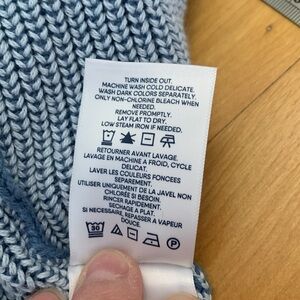 TURN INSIDE OUT.
MACHINE WASH COLD DELICATE.
WASH DARK COLORS SEPARATELY.
ONLY NON-CHLORINE BLEACH WHEN
NEEDED.
REMOVE PROMPTLY.
LAY FLAT TO DRY.
LOW STEAM IRON IF NEEDED.
RETOURNER AVANT LAVAGE.
LAVAGE EN MACHINE A FROID, CYCLE
DELICAT.
LAVER LES COULEURS FONCEES
SEPAREMENT.
UTILISER UNIQUEMENT DE LA JAVEL NON
CHLOREE SI BESOIN.
RINCER RAPIDEMENT.
SECHAGE A PLAT.
SI NECESSAIRE, REPASSER A VAPEUR
DOUCE
30
P